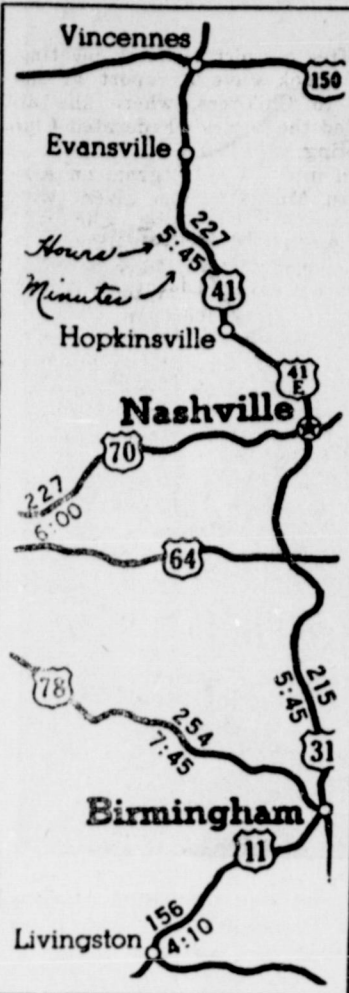 Vincennes
150
Evansville
227
5:45
Hours
Minutes
41
Hopkinsville
41 E
Nashville
70
227
6:00
64
78
254
7:45
215
5:45
31
Birmingham
11
156
4:10
Livingston